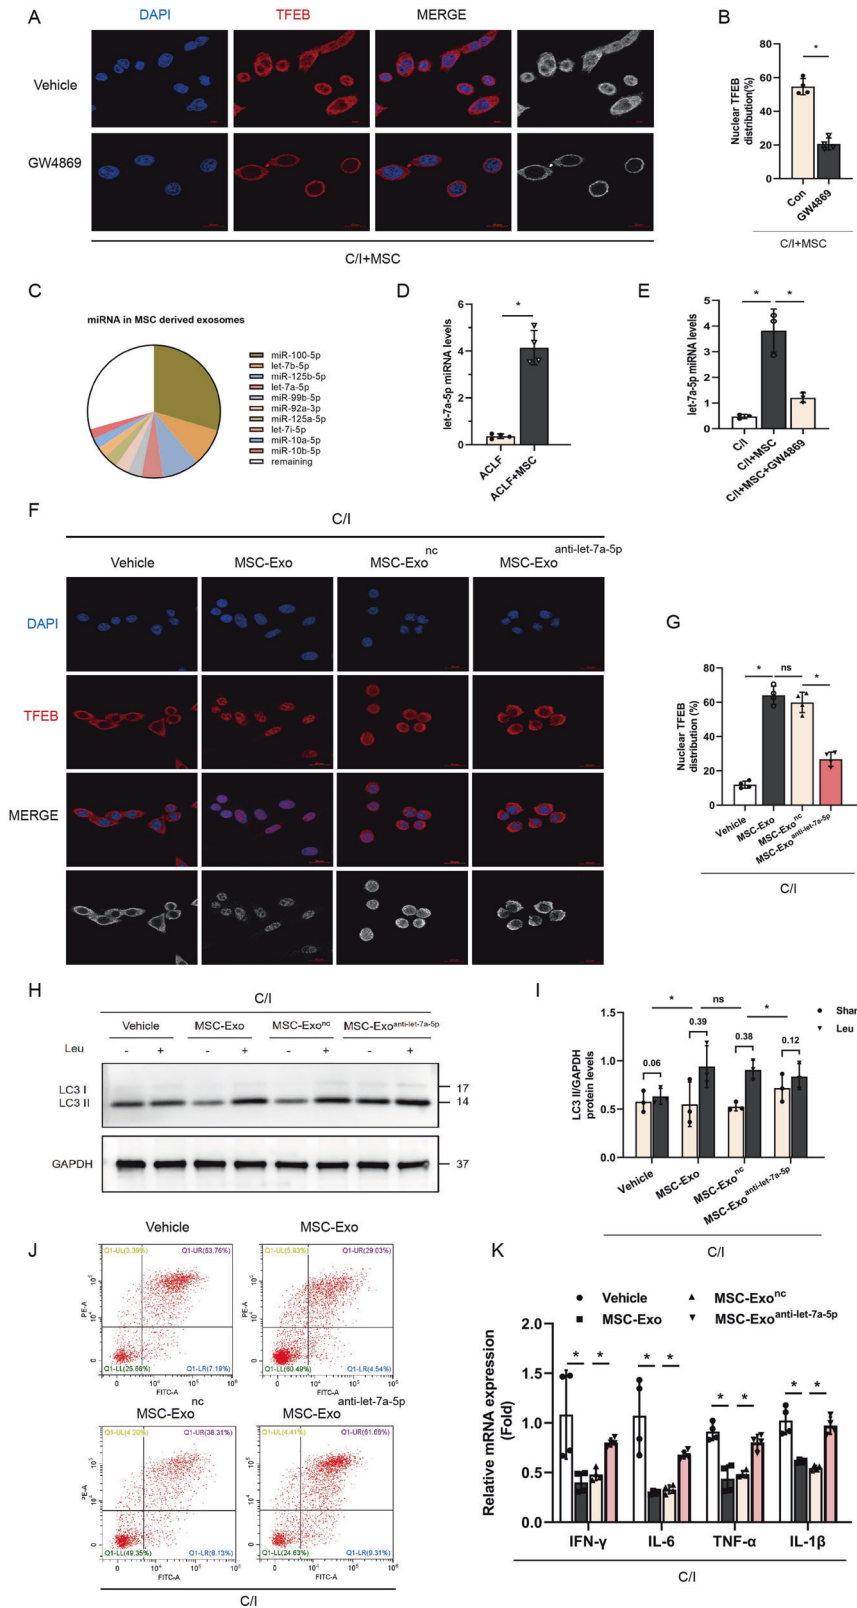 A
DAPI TFEB MERGE
Vehicle
GW4869
C/I+MSC
B
Nuclear TFEB
distribution(%)
80
60
40
20
0
*
Con
GW4869
C/I+MSC
C
miRNA in MSC derived exosomes
miR-100-5p
let-7b-5p
miR-125b-5p
let-7a-5p
miR-99b-5p
miR-92a-3p
miR-125a-5p
let-7i-5p
miR-10a-5p
miR-10b-5p
remaining
D
let-7a-5p miRNA levels
6
4
2
0
*
ACLF
ACLF+MSC
E
let-7a-5p miRNA levels
5
4
3
2
1
0
* *
C/I
C/I+MSC
C/I+MSC+GW4869
F
C/I
Vehicle MSC-Exo MSC-Exo^nc MSC-Exo^anti-let-7a-5p
DAPI
TFEB
MERGE
G
Nuclear TFEB
distribution (%)
80
60
40
20
0
* ns *
Vehicle
MSC-Exo
MSC-Exo^nc
MSC-Exo^anti-let-7a-5p
C/I
H
C/I
Vehicle MSC-Exo MSC-Exo^nc MSC-Exo^anti-let-7a-5p
Leu - + - + - + - +
LC3 I 17
LC3 II 14
GAPDH 37
I
LC3 II/GAPDH
protein levels
1.5
1.0
0.5
0.0
* ns *
0.06 0.39 0.38 0.12
Shar
Leu
Vehicle
MSC-Exo
MSC-Exo^nc
MSC-Exo^anti-let-7a-5p
C/I
J
Vehicle MSC-Exo
Q1-UL(3.39%) Q1-UR(63.76%)
Q1-LL(25.66%) Q1-LR(7.19%)
PE-A
FITC-A
Q1-UL(5.93%) Q1-UR(29.03%)
Q1-LL(60.49%) Q1-LR(4.54%)
PE-A
FITC-A
MSC-Exo^nc MSC-Exo^anti-let-7a-5p
Q1-UL(4.20%) Q1-UR(38.31%)
Q1-LL(49.35%) Q1-LR(8.13%)
PE-A
FITC-A
Q1-UL(4.41%) Q1-UR(61.65%)
Q1-LL(24.63%) Q1-LR(9.31%)
PE-A
FITC-A
C/I
K
Vehicle MSC-Exo^nc
MSC-Exo MSC-Exo^anti-let-7a-5p
Relative mRNA expression
(Fold)
2.0
1.5
1.0
0.5
0.0
* * * * * * * *
IFN-γ IL-6 TNF-α IL-1β
C/I